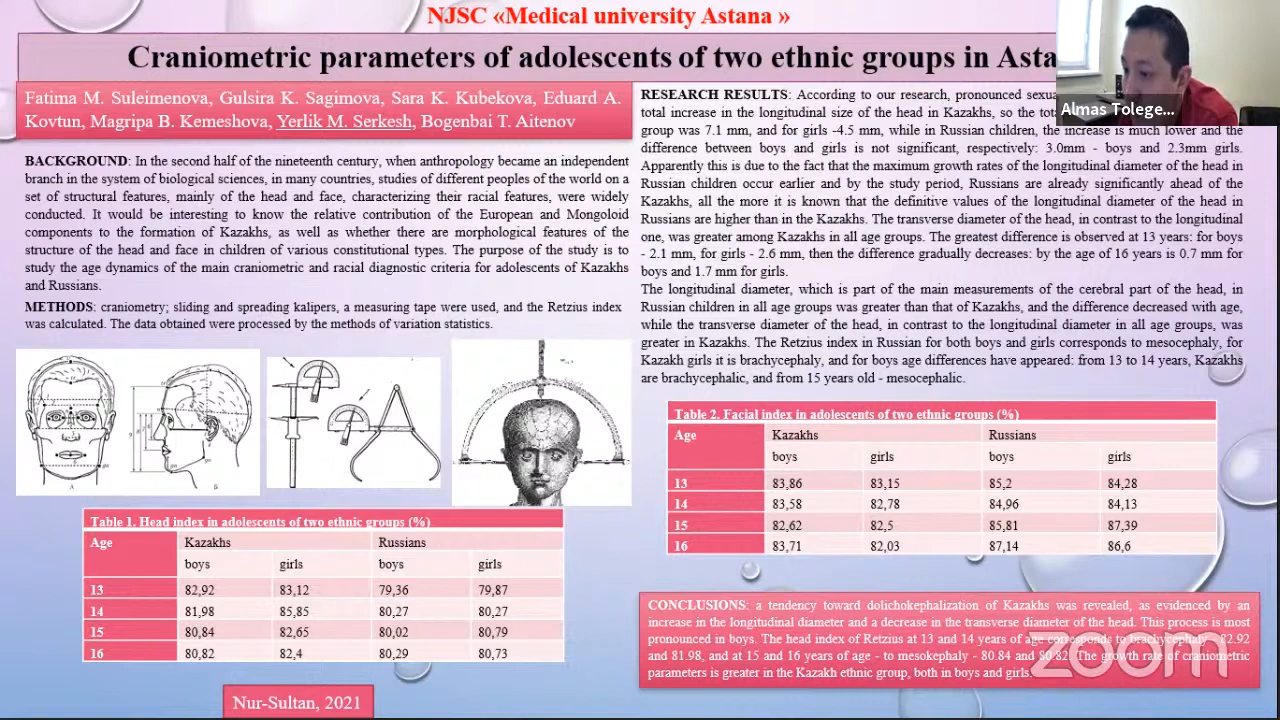 NJSC «Medical university Astana »
Craniometric parameters of adolescents of two ethnic groups in Asta
Almas Tolege...
Fatima M. Suleimenova, Gulsira K. Sagimova, Sara K. Kubekova, Eduard A.
Kovtun, Magripa B. Kemeshova, Yerlik M. Serkesh, Bogenbai T. Aitenov
BACKGROUND: In the second half of the nineteenth century, when anthropology became an independent
branch in the system of biological sciences, in many countries, studies of different peoples of the world on a
set of structural features, mainly of the head and face, characterizing their racial features, were widely
conducted. It would be interesting to know the relative contribution of the European and Mongoloid
components to the formation of Kazakhs, as well as whether there are morphological features of the
structure of the head and face in children of various constitutional types. The purpose of the study is to
study the age dynamics of the main craniometric and racial diagnostic criteria for adolescents of Kazakhs
and Russians.
METHODS: craniometry; sliding and spreading kalipers, a measuring tape were used, and the Retzius index
was calculated. The data obtained were processed by the methods of variation statistics.
Table 1. Head index in adolescents of two ethnic groups (%)
Age Kazakhs Russians
boys girls boys girls
13 82,92 83,12 79,36 79,87
14 81,98 85,85 80,27 80,27
15 80,84 82,65 80,02 80,79
16 80,82 82,4 80,29 80,73
Nur-Sultan, 2021
RESEARCH RESULTS: According to our research, pronounced sexua
total increase in the longitudinal size of the head in Kazakhs, so the tot
group was 7.1 mm, and for girls -4.5 mm, while in Russian children, the increase is much lower and the
difference between boys and girls is not significant, respectively: 3.0mm - boys and 2.3mm girls.
Apparently this is due to the fact that the maximum growth rates of the longitudinal diameter of the head in
Russian children occur earlier and by the study period, Russians are already significantly ahead of the
Kazakhs, all the more it is known that the definitive values of the longitudinal diameter of the head in
Russians are higher than in the Kazakhs. The transverse diameter of the head, in contrast to the longitudinal
one, was greater among Kazakhs in all age groups. The greatest difference is observed at 13 years: for boys
- 2.1 mm, for girls - 2.6 mm, then the difference gradually decreases: by the age of 16 years is 0.7 mm for
boys and 1.7 mm for girls.
The longitudinal diameter, which is part of the main measurements of the cerebral part of the head, in
Russian children in all age groups was greater than that of Kazakhs, and the difference decreased with age,
while the transverse diameter of the head, in contrast to the longitudinal diameter in all age groups, was
greater in Kazakhs. The Retzius index in Russian for both boys and girls corresponds to mesocephaly, for
Kazakh girls it is brachycephaly, and for boys age differences have appeared: from 13 to 14 years, Kazakhs
are brachycephalic, and from 15 years old - mesocephalic.
Table 2. Facial index in adolescents of two ethnic groups (%)
Age Kazakhs Russians
boys girls boys girls
13 83,86 83,15 85,2 84,28
14 83,58 82,78 84,96 84,13
15 82,62 82,5 85,81 87,39
16 83,71 82,03 87,14 86,6
CONCLUSIONS: a tendency toward dolichokephalization of Kazakhs was revealed, as evidenced by an
increase in the longitudinal diameter and a decrease in the transverse diameter of the head. This process is most
pronounced in boys. The head index of Retzius at 13 and 14 years of age corresponds to brachycephaly - 82.92
and 81.98, and at 15 and 16 years of age - to mesokephaly - 80.84 and 80.82. The growth rate of craniometric
parameters is greater in the Kazakh ethnic group, both in boys and girls.
zoom